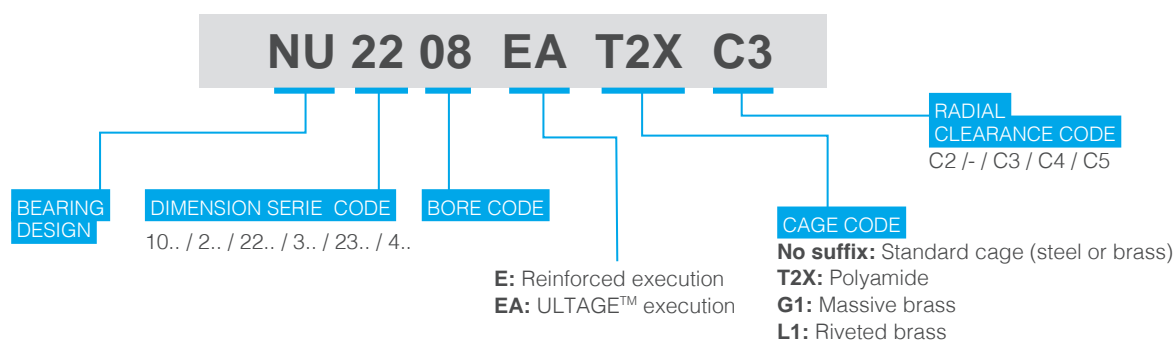 NU 22 08 EA T2X C3
RADIAL
CLEARANCE CODE
C2 /- / C3 / C4 / C5
BEARING
DESIGN
DIMENSION SERIE CODE
10.. / 2.. / 22.. / 3.. / 23.. / 4..
BORE CODE
E: Reinforced execution
EA: ULTAGE™ execution
CAGE CODE
No suffix: Standard cage (steel or brass)
T2X: Polyamide
G1: Massive brass
L1: Riveted brass